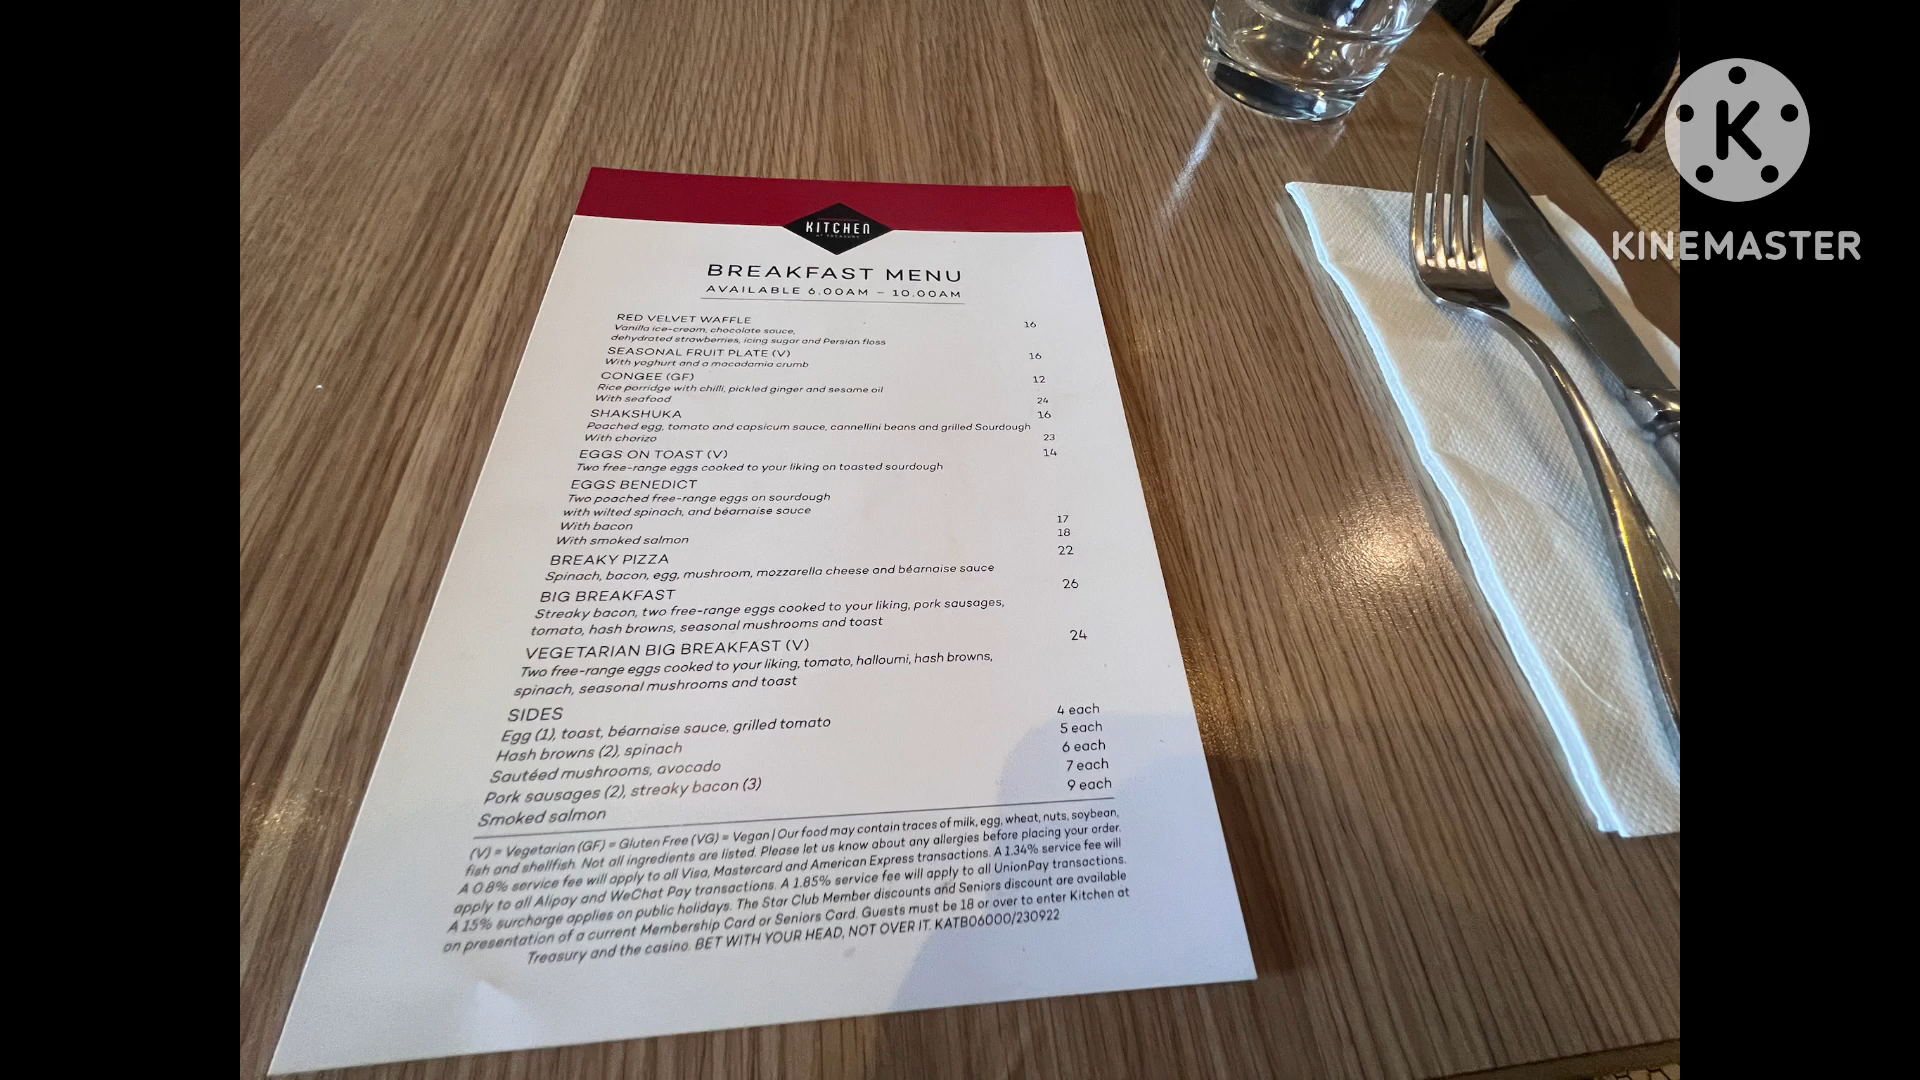 KITCHEN
AT TREASURY
BREAKFAST MENU
AVAILABLE 6.00AM – 10.00AM
RED VELVET WAFFLE 16
Vanilla ice-cream, chocolate sauce,
dehydrated strawberries, icing sugar and Persian floss
SEASONAL FRUIT PLATE (V) 16
With yoghurt and a macadamia crumb
CONGEE (GF) 12
Rice porridge with chilli, pickled ginger and sesame oil
With seafood 24
SHAKSHUKA 16
Poached egg, tomato and capsicum sauce, cannellini beans and grilled Sourdough
With chorizo 23
EGGS ON TOAST (V) 14
Two free-range eggs cooked to your liking on toasted sourdough
EGGS BENEDICT
Two poached free-range eggs on sourdough
with wilted spinach, and béarnaise sauce
With bacon 17
With smoked salmon 18
BREAKY PIZZA 22
Spinach, bacon, egg, mushroom, mozzarella cheese and béarnaise sauce
BIG BREAKFAST 26
Streaky bacon, two free-range eggs cooked to your liking, pork sausages,
tomato, hash browns, seasonal mushrooms and toast
VEGETARIAN BIG BREAKFAST (V) 24
Two free-range eggs cooked to your liking, tomato, halloumi, hash browns,
spinach, seasonal mushrooms and toast
SIDES
Egg (1), toast, béarnaise sauce, grilled tomato 4 each
Hash browns (2), spinach 5 each
Sautéed mushrooms, avocado 6 each
Pork sausages (2), streaky bacon (3) 7 each
Smoked salmon 9 each
(V) = Vegetarian (GF) = Gluten Free (VG) = Vegan | Our food may contain traces of milk, egg, wheat, nuts, soybean,
fish and shellfish. Not all ingredients are listed. Please let us know about any allergies before placing your order.
A 0.8% service fee will apply to all Visa, Mastercard and American Express transactions. A 1.34% service fee will
apply to all Alipay and WeChat Pay transactions. A 1.85% service fee will apply to all UnionPay transactions.
A 15% surcharge applies on public holidays. The Star Club Member discounts and Seniors discount are available
on presentation of a current Membership Card or Seniors Card. Guests must be 18 or over to enter Kitchen at
Treasury and the casino. BET WITH YOUR HEAD, NOT OVER IT. KATB06000/230922
K
KINEMASTER